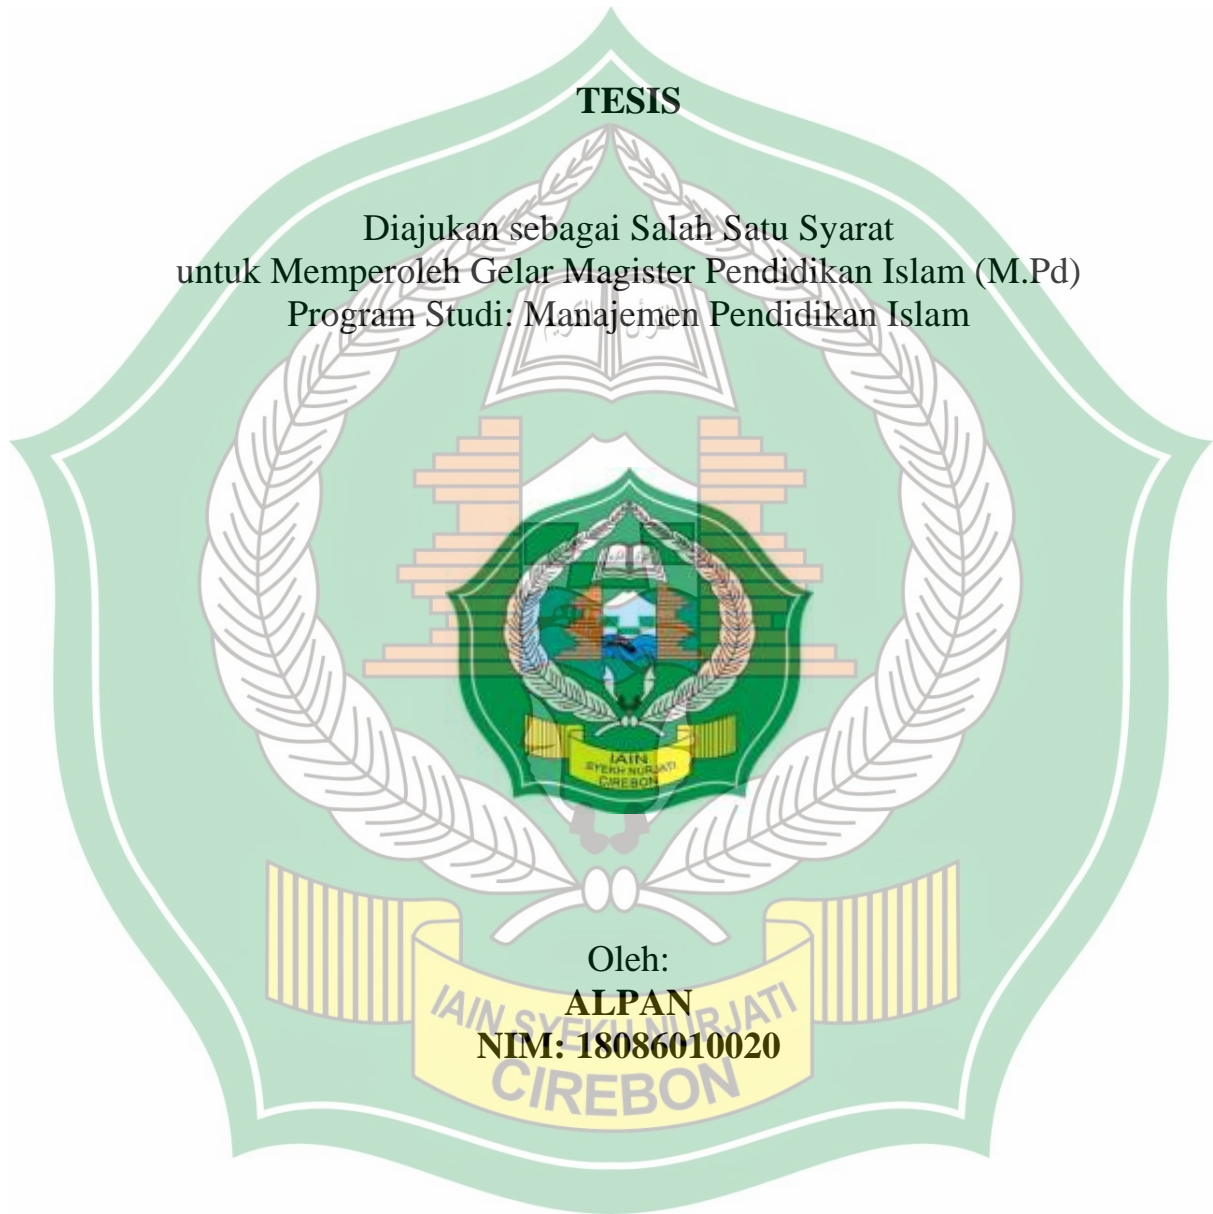 TESIS
Diajukan sebagai Salah Satu Syarat
untuk Memperoleh Gelar Magister Pendidikan Islam (M.Pd)
Program Studi: Manajemen Pendidikan Islam
IAIN
SYEKH NURJATI
CIREBON
Oleh:
ALPAN
NIM: 18086010020
IAIN SYEKH NURJATI
CIREBON